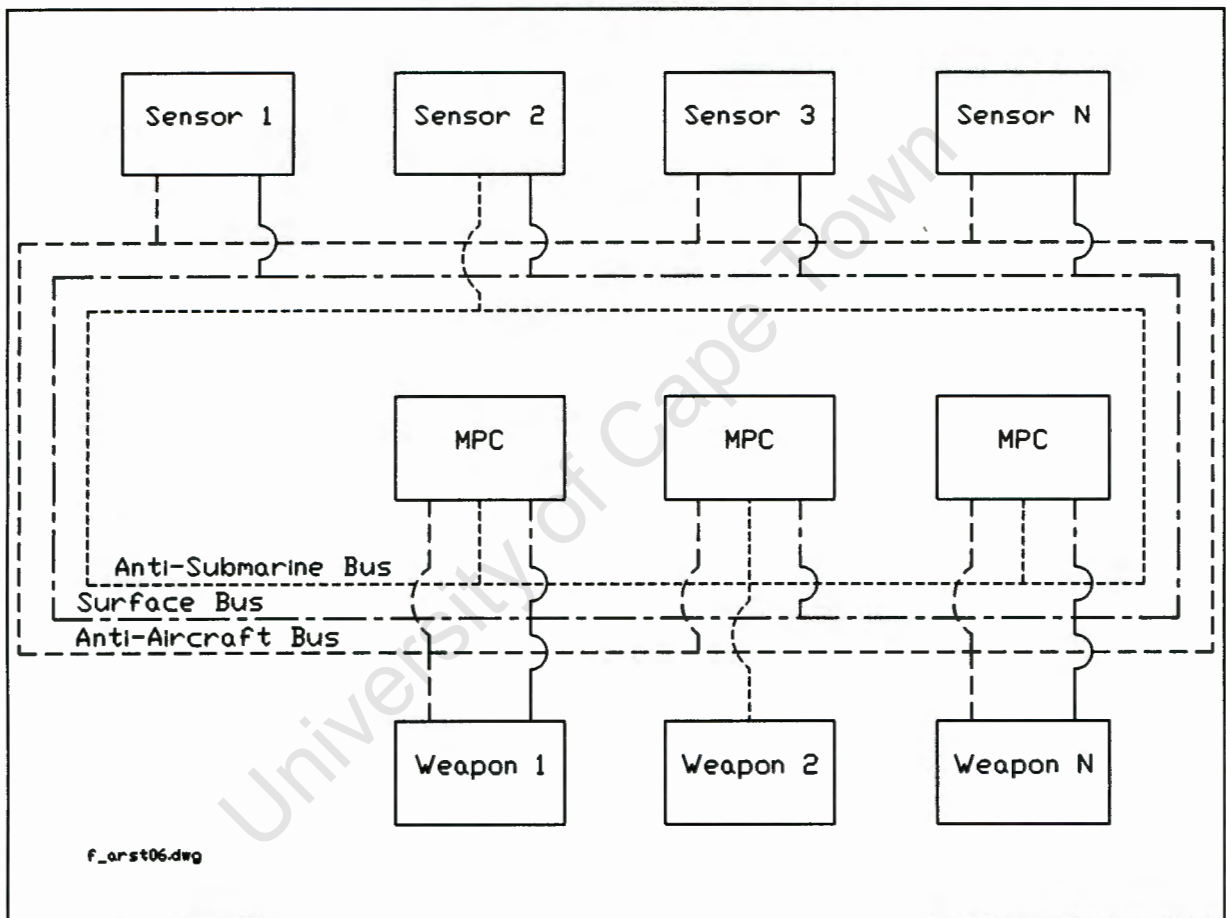 Sensor 1
Sensor 2
Sensor 3
Sensor N
MPC
MPC
MPC
Anti-Submarine Bus
Surface Bus
Anti-Aircraft Bus
Weapon 1
Weapon 2
Weapon N
f_arst06.dwg
University of Cape Town